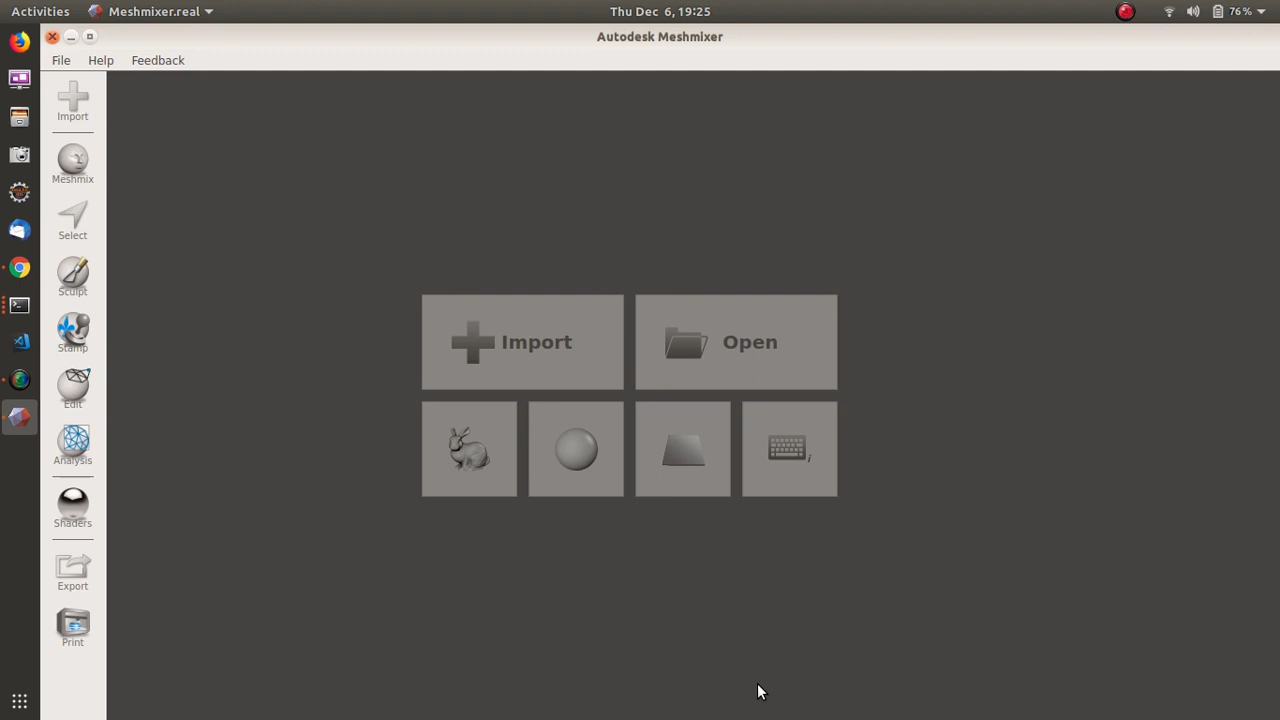 Activities Meshmixer.real Thu Dec 6, 19:25 76%
Autodesk Meshmixer
File Help Feedback
Import
Meshmix
Select
Sculpt
Stamp
Edit
Analysis
Shaders
Export
Print
Import Open
i